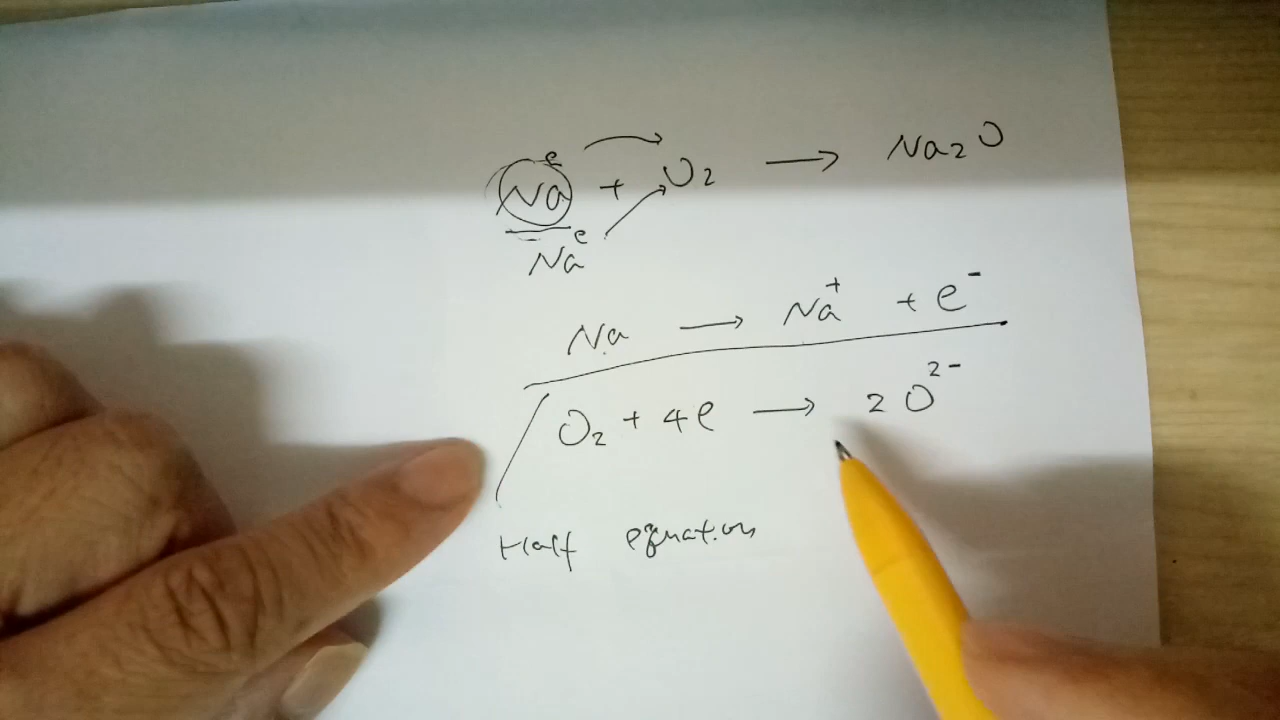 Na e + O₂ → Na₂O
Na e
Na → Na⁺ + e⁻
O₂ + 4e → 2O²⁻
Half equation